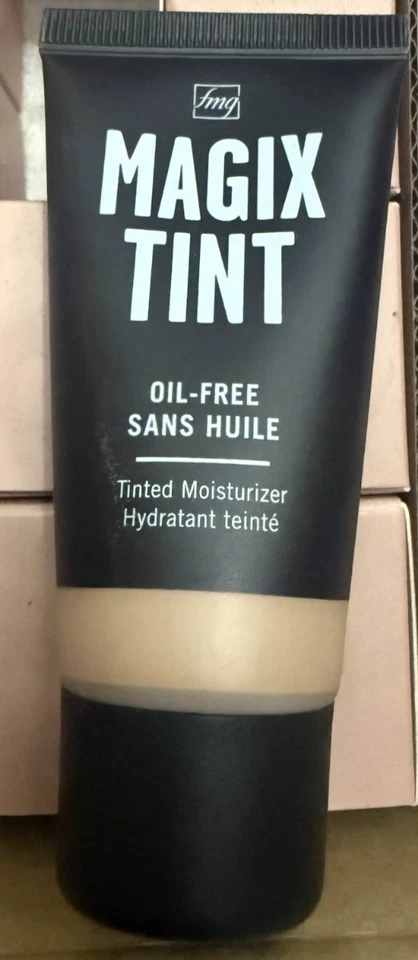 fmg
MAGIX
TINT
OIL-FREE
SANS HUILE
Tinted Moisturizer
Hydratant teinté